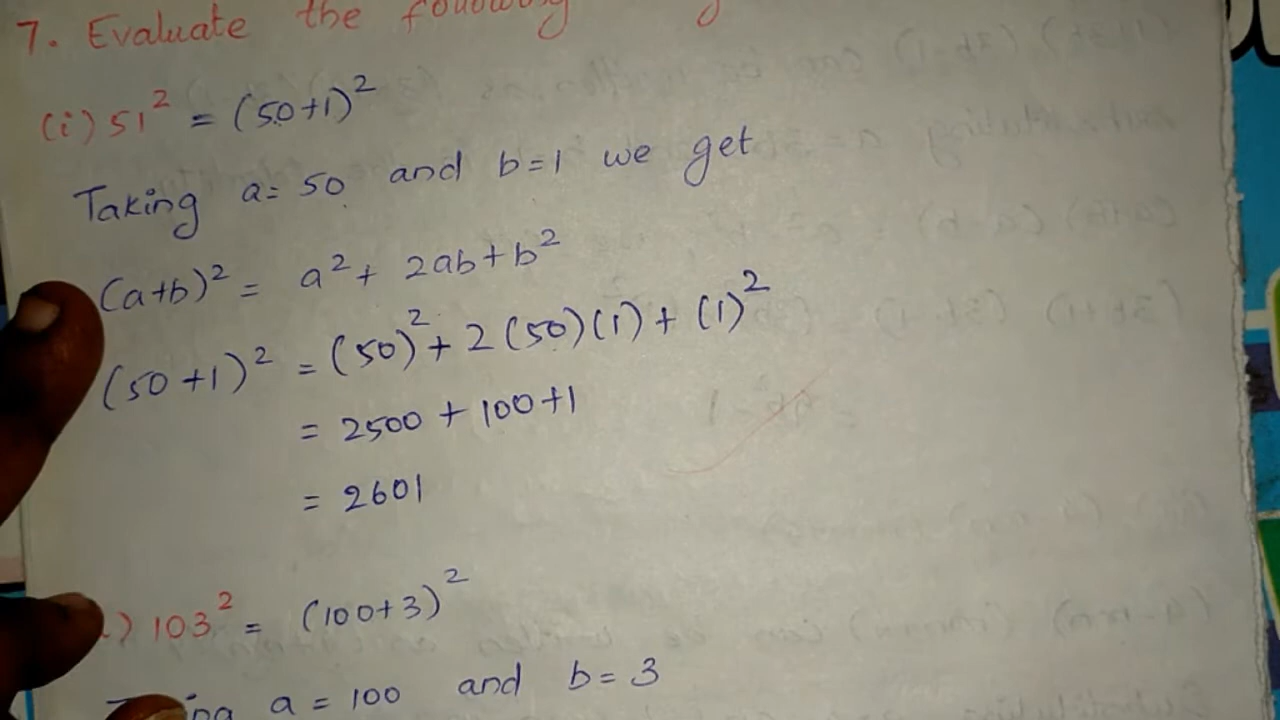 7. Evaluate the following
(i) 51² = (50+1)²
Taking a= 50 and b=1 we get
(a+b)² = a² + 2ab+b²
(50+1)² = (50)² + 2 (50)(1) + (1)²
= 2500 + 100+1
= 2601
) 103² = (100+3)²
a = 100 and b= 3